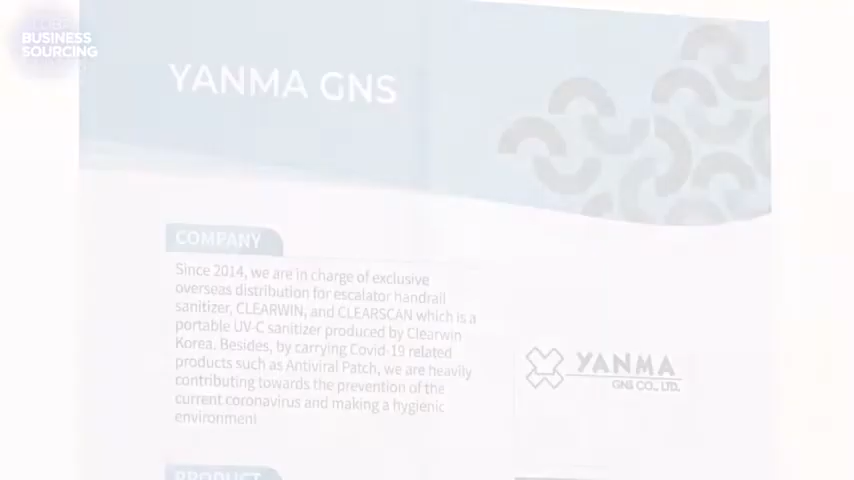 BUSINESS
SOURCING
YANMA GNS
COMPANY
Since 2014, we are in charge of exclusive
overseas distribution for escalator handrail
sanitizer, CLEARWIN, and CLEARSCAN which is a
portable UV-C sanitizer produced by Clearwin
Korea. Besides, by carrying Covid-19 related
products such as Antiviral Patch, we are heavily
contributing towards the prevention of the
current coronavirus and making a hygienic
environment
YANMA
GNS CO., LTD.
PRODUCT